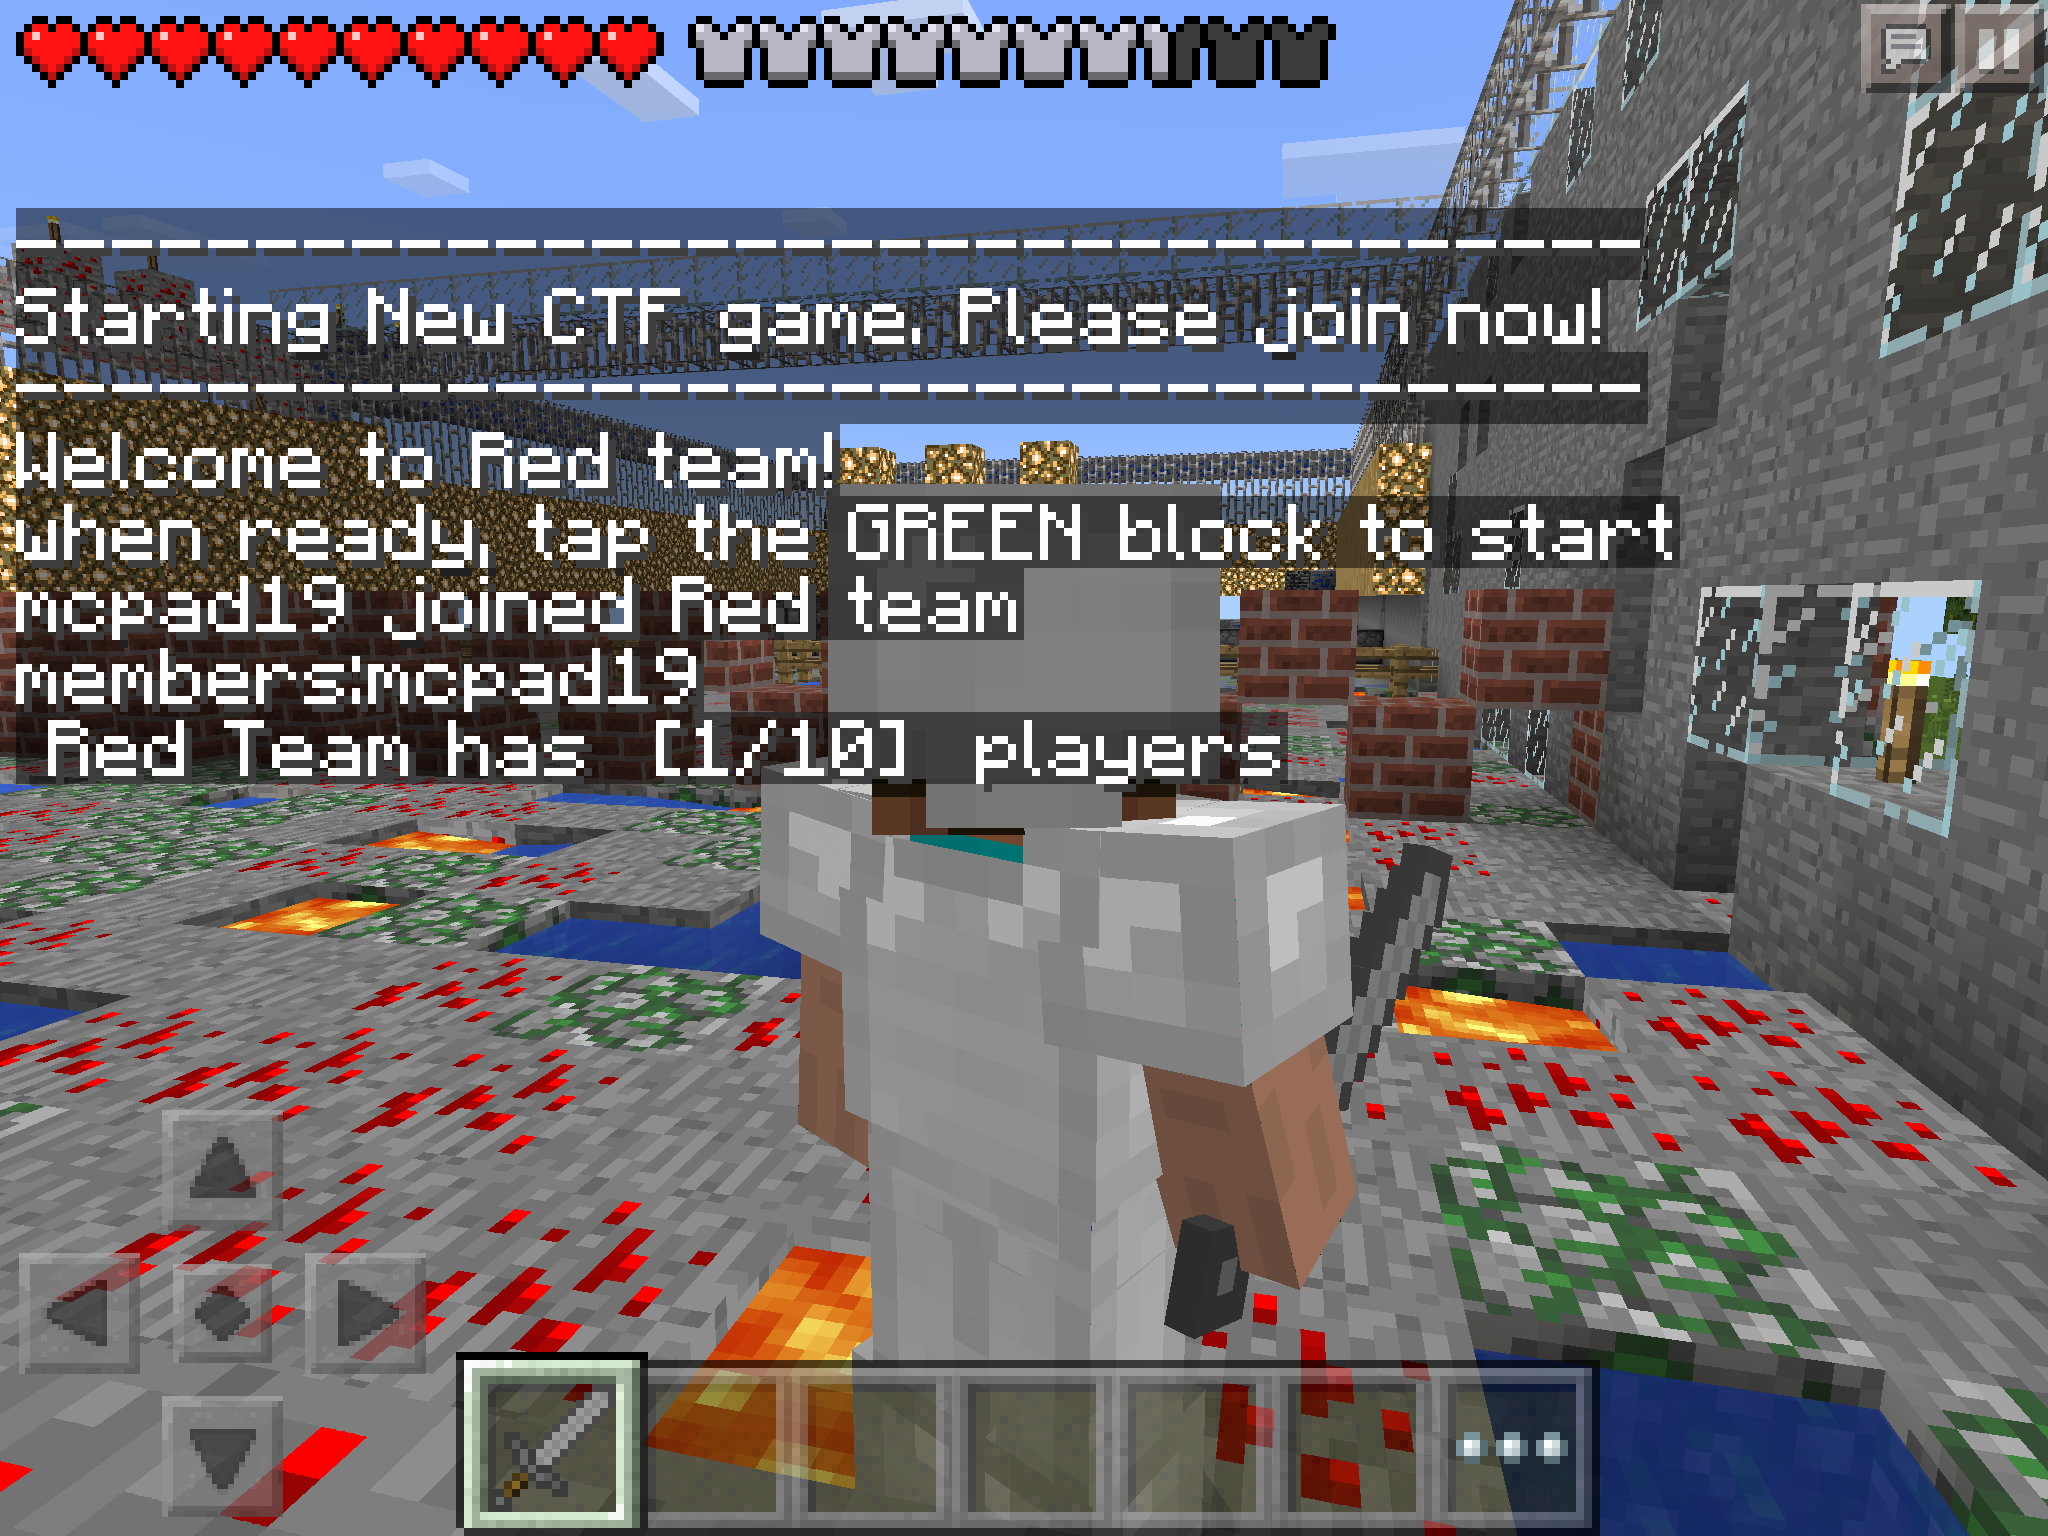 ----------------------------------
Starting New CTF game. Please join now!
----------------------------------
Welcome to Red team!
when ready, tap the GREEN block to start
mcpad19 joined Red team
members:mcpad19
Red Team has [1/10] players